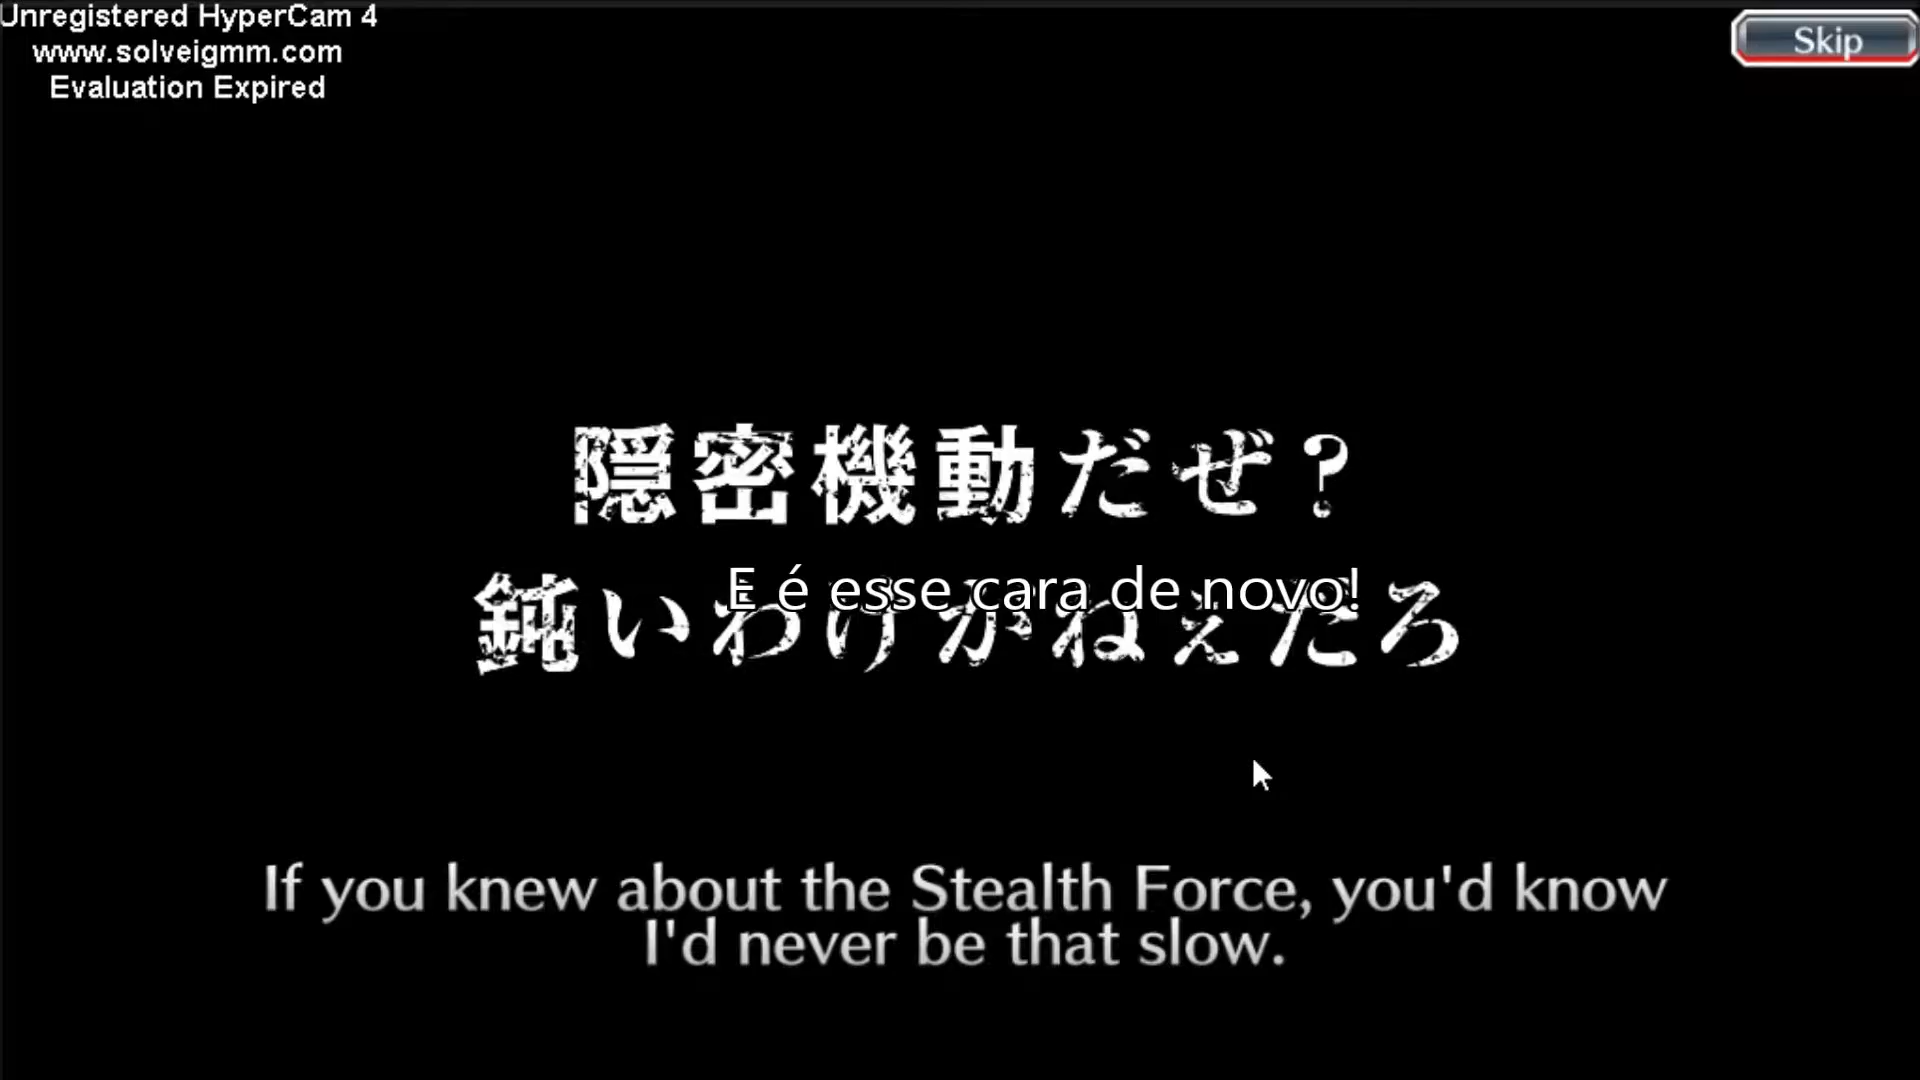 Unregistered HyperCam 4
www.solveigmm.com
Evaluation Expired
Skip
隠密機動だぜ?
E é esse cara de novo!
鈍いわけがねぇだろ
If you knew about the Stealth Force, you'd know
I'd never be that slow.